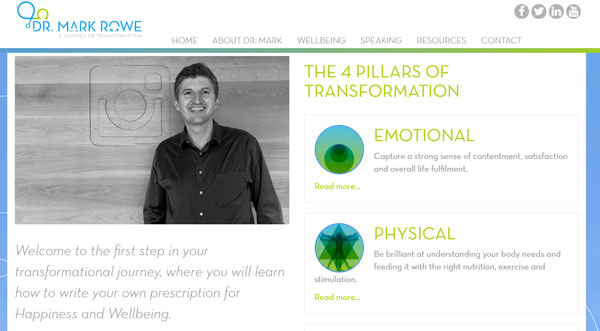 DR. MARK ROWE
A JOURNEY OF TRANSFORMATION
HOME ABOUT DR. MARK WELLBEING SPEAKING RESOURCES CONTACT
Welcome to the first step in your
transformational journey, where you will learn
how to write your own prescription for
Happiness and Wellbeing.
THE 4 PILLARS OF
TRANSFORMATION
EMOTIONAL
Capture a strong sense of contentment, satisfaction
and overall life fulfilment.
Read more...
PHYSICAL
Be brilliant at understanding your body needs and
feeding it with the right nutrition, exercise and
stimulation.
Read more...